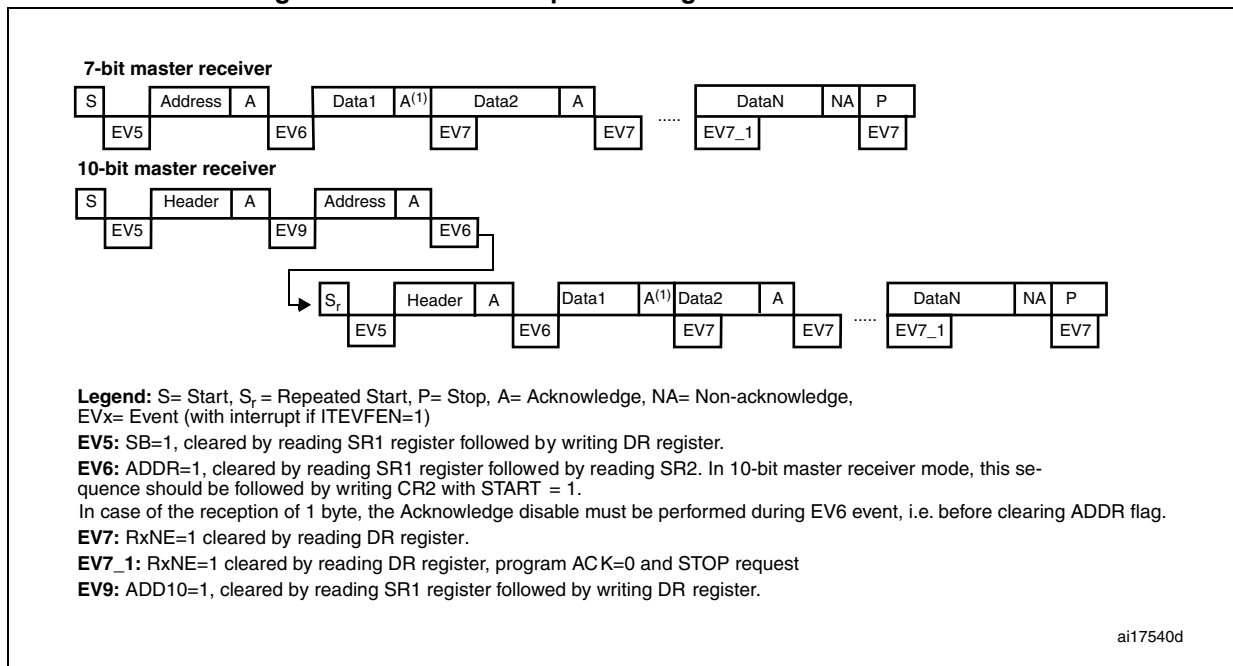 7-bit master receiver
S Address A Data1 A(1) Data2 A ..... DataN NA P
EV5 EV6 EV7 EV7 EV7_1 EV7
10-bit master receiver
S Header A Address A
EV5 EV9 EV6
Sr Header A Data1 A(1) Data2 A ..... DataN NA P
EV5 EV6 EV7 EV7 EV7_1 EV7
Legend: S= Start, Sr = Repeated Start, P= Stop, A= Acknowledge, NA= Non-acknowledge,
EVx= Event (with interrupt if ITEVFEN=1)
EV5: SB=1, cleared by reading SR1 register followed by writing DR register.
EV6: ADDR=1, cleared by reading SR1 register followed by reading SR2. In 10-bit master receiver mode, this se-
quence should be followed by writing CR2 with START = 1.
In case of the reception of 1 byte, the Acknowledge disable must be performed during EV6 event, i.e. before clearing ADDR flag.
EV7: RxNE=1 cleared by reading DR register.
EV7_1: RxNE=1 cleared by reading DR register, program ACK=0 and STOP request
EV9: ADD10=1, cleared by reading SR1 register followed by writing DR register.
ai17540d